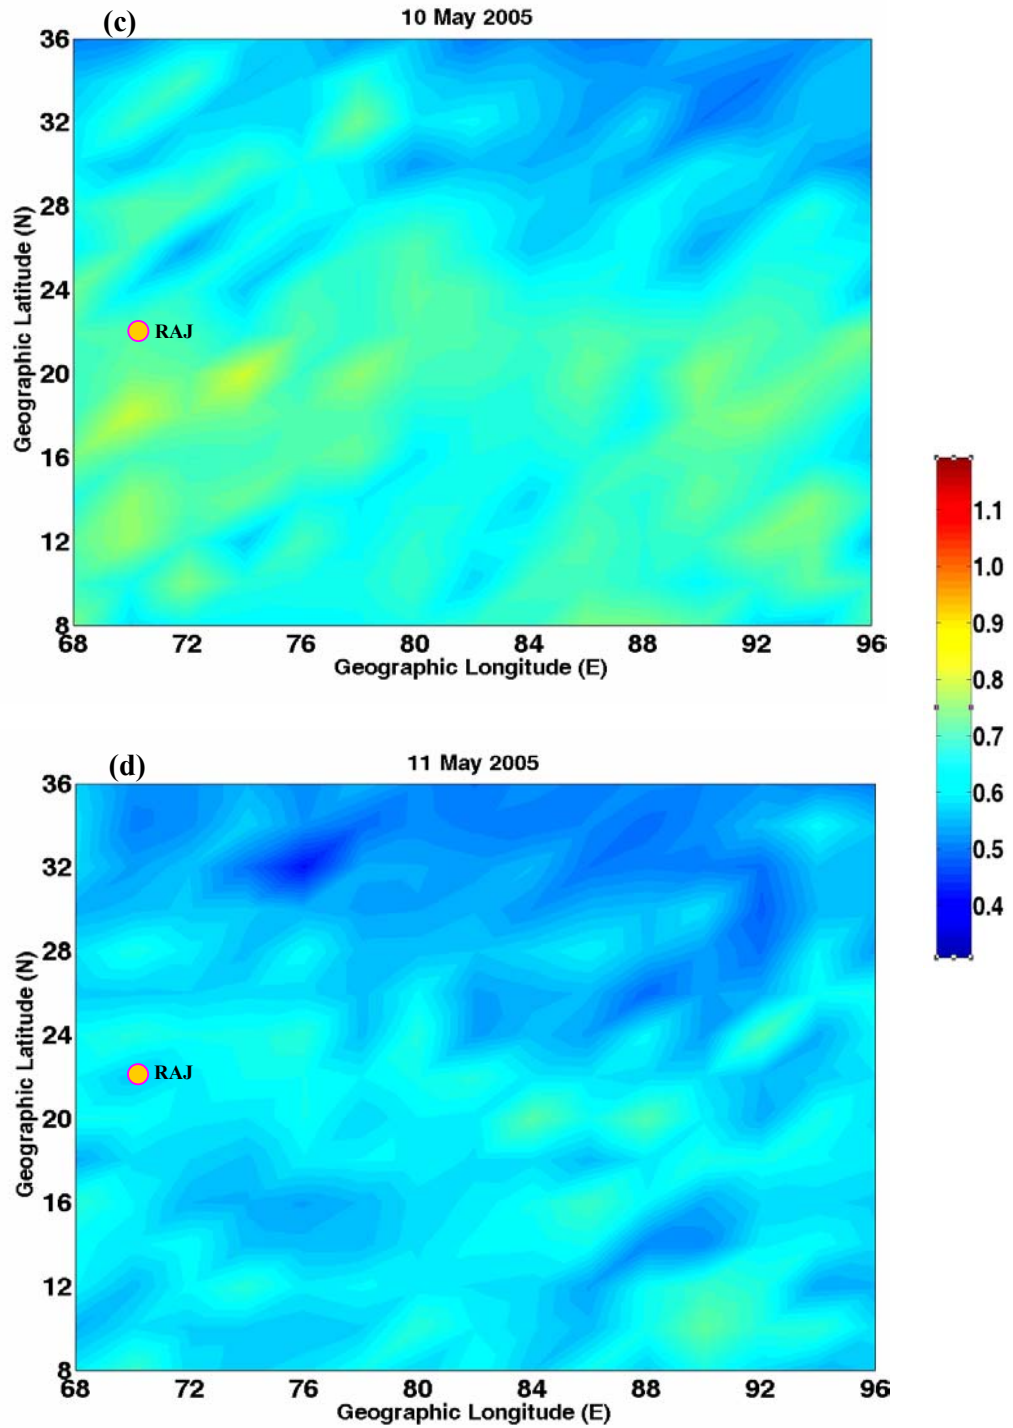 (c)
10 May 2005
36
32
28
24
20
16
12
8
Geographic Latitude (N)
RAJ
68 72 76 80 84 88 92 96
Geographic Longitude (E)
1.1
1.0
0.9
0.8
0.7
0.6
0.5
0.4
(d)
11 May 2005
36
32
28
24
20
16
12
8
Geographic Latitude (N)
RAJ
68 72 76 80 84 88 92 96
Geographic Longitude (E)